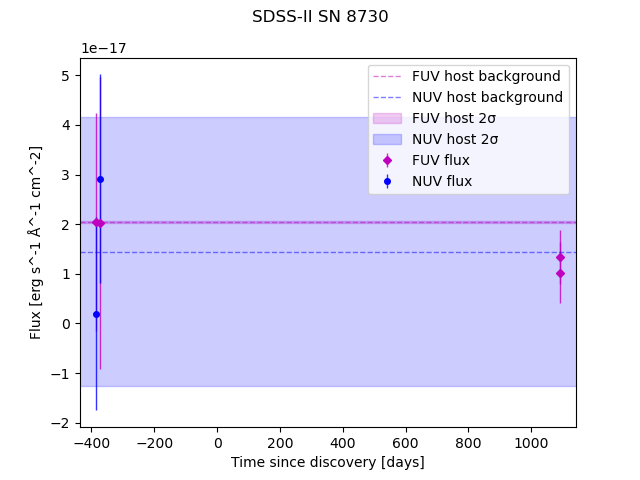 SDSS-II SN 8730
1e−17
5
4
3
2
1
0
−1
−2
Flux [erg s^-1 Å^-1 cm^-2]
FUV host background
NUV host background
FUV host 2σ
NUV host 2σ
FUV flux
NUV flux
−400 −200 0 200 400 600 800 1000
Time since discovery [days]